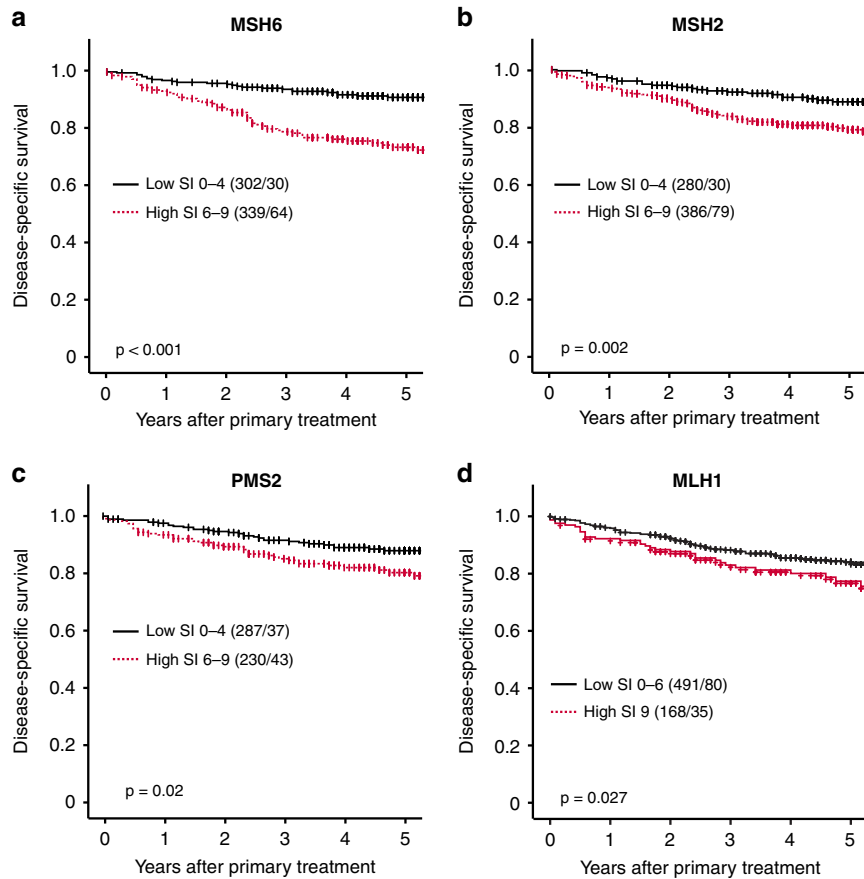 a
MSH6
1.0
0.8
0.6
0.4
0.2
0
Disease-specific survival
Low SI 0–4 (302/30)
High SI 6–9 (339/64)
p < 0.001
0 1 2 3 4 5
Years after primary treatment
b
MSH2
1.0
0.8
0.6
0.4
0.2
0
Disease-specific survival
Low SI 0–4 (280/30)
High SI 6–9 (386/79)
p = 0.002
0 1 2 3 4 5
Years after primary treatment
c
PMS2
1.0
0.8
0.6
0.4
0.2
0
Disease-specific survival
Low SI 0–4 (287/37)
High SI 6–9 (230/43)
p = 0.02
0 1 2 3 4 5
Years after primary treatment
d
MLH1
1.0
0.8
0.6
0.4
0.2
0
Disease-specific survival
Low SI 0–6 (491/80)
High SI 9 (168/35)
p = 0.027
0 1 2 3 4 5
Years after primary treatment